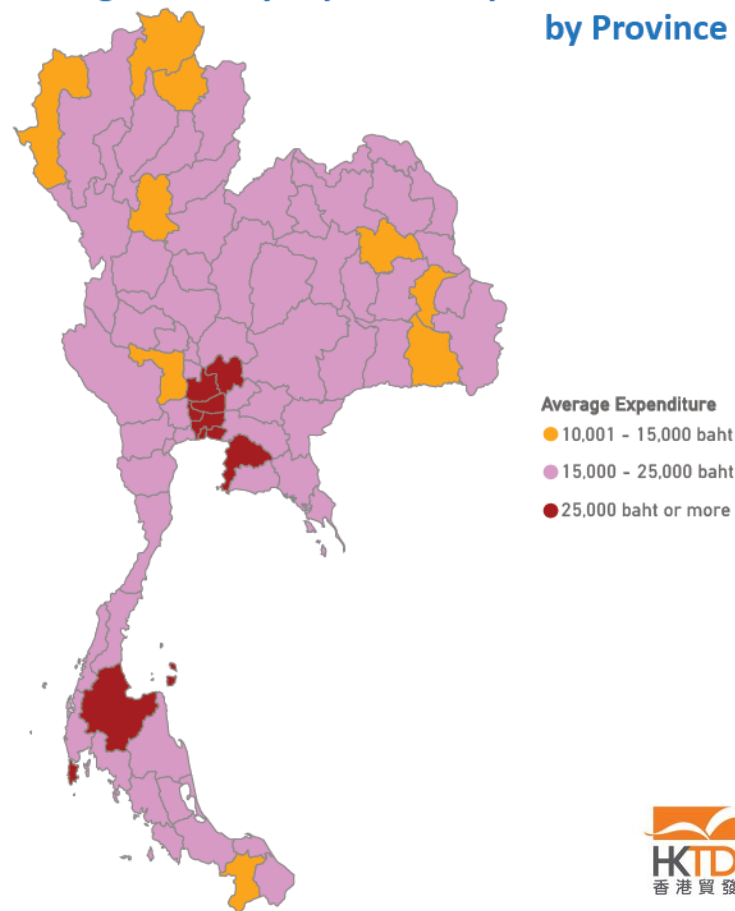 by Province
Average Expenditure
10,001 - 15,000 baht
15,000 - 25,000 baht
25,000 baht or more
HKTD
香港貿發